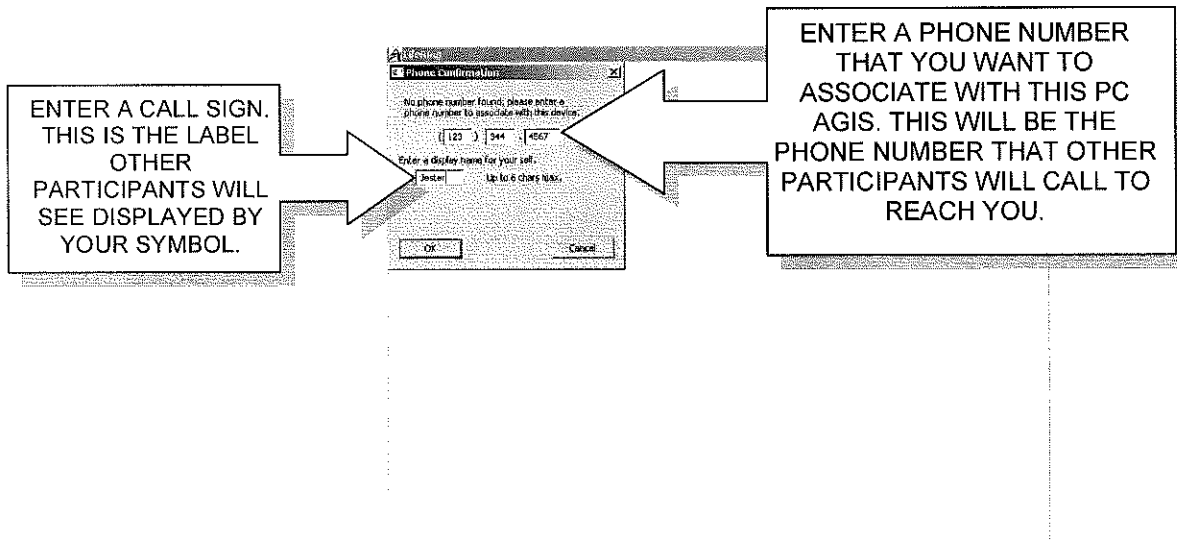 ENTER A CALL SIGN.
THIS IS THE LABEL
OTHER
PARTICIPANTS WILL
SEE DISPLAYED BY
YOUR SYMBOL.
Phone Confirmation
No phone number found, please enter a
phone number to associate with this device.
( 123 ) 344 . 4567
Enter a display name for your self.
Jester Up to 6 chars max.
OK Cancel
ENTER A PHONE NUMBER
THAT YOU WANT TO
ASSOCIATE WITH THIS PC
AGIS. THIS WILL BE THE
PHONE NUMBER THAT OTHER
PARTICIPANTS WILL CALL TO
REACH YOU.